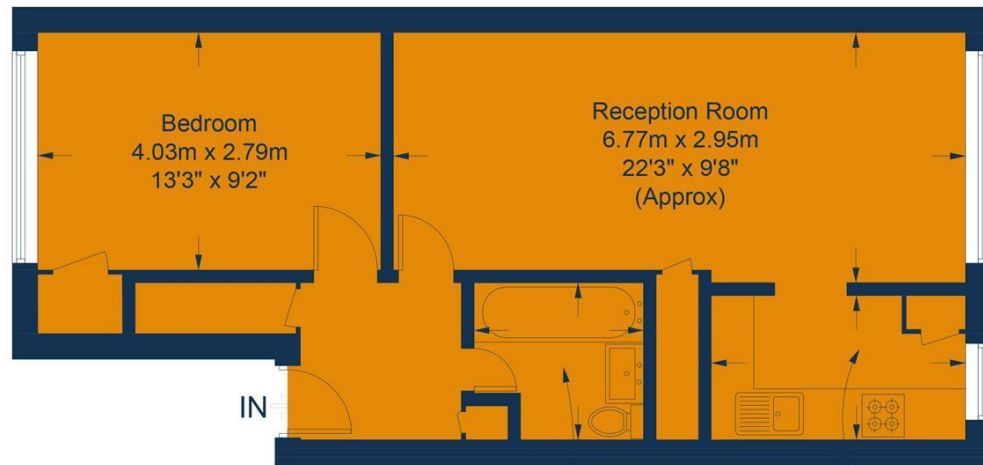 Bedroom
4.03m x 2.79m
13'3" x 9'2"
Reception Room
6.77m x 2.95m
22'3" x 9'8"
(Approx)
IN